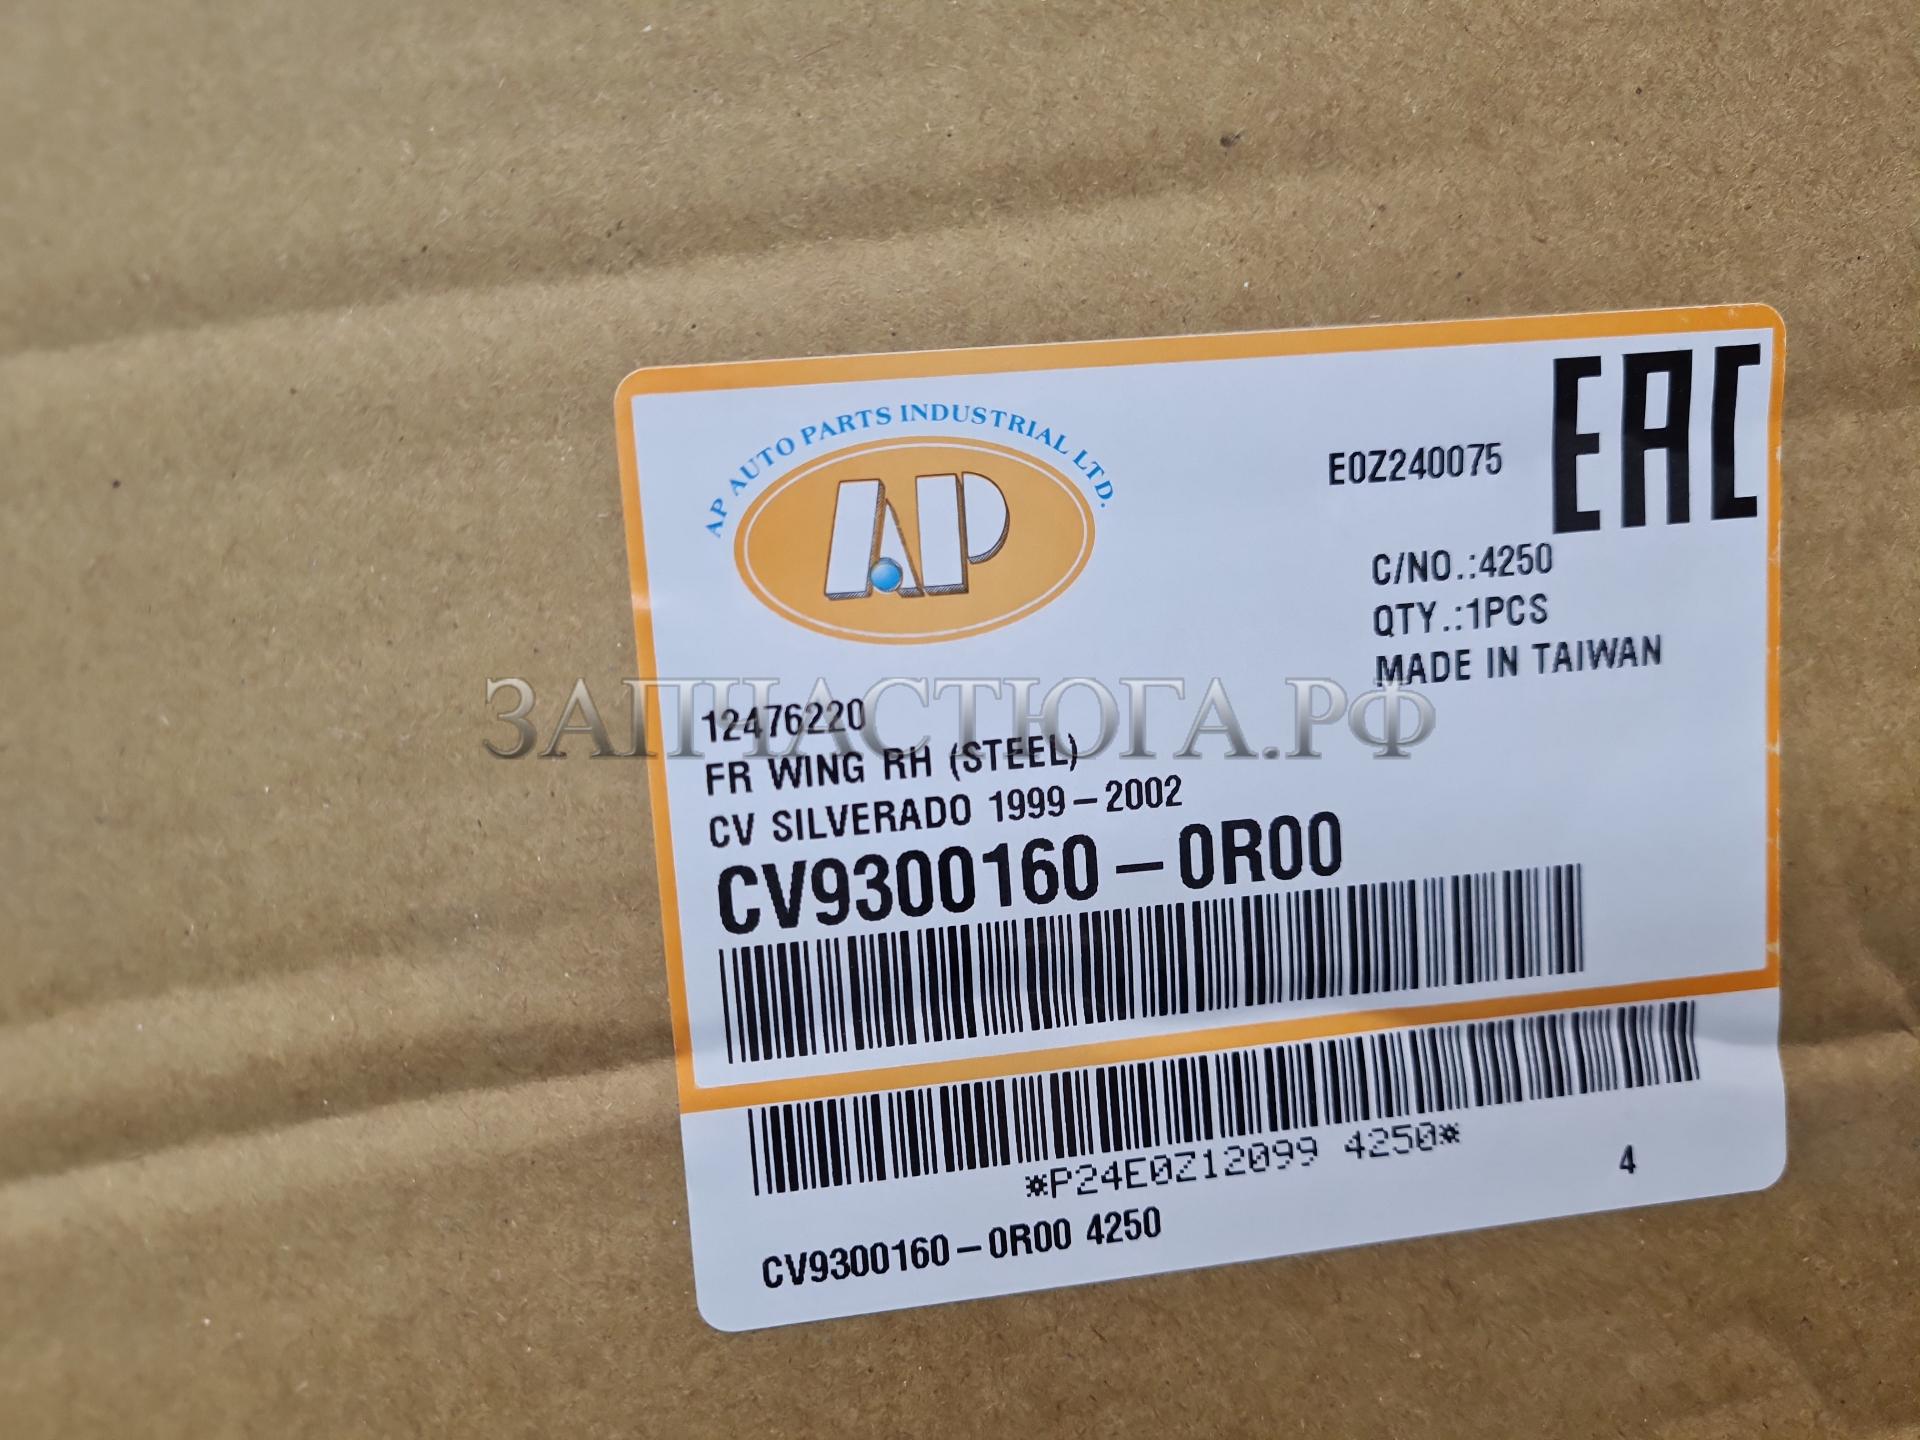 AP AUTO PARTS INDUSTRIAL LTD.
AP
E0Z240075
EAC
C/NO.:4250
QTY.:1PCS
MADE IN TAIWAN
ЗАПЧАСТЮГА.РФ
12476220
FR WING RH (STEEL)
CV SILVERADO 1999-2002
CV9300160-0R00
*P24E0Z12099 4250*
4
CV9300160-0R00 4250